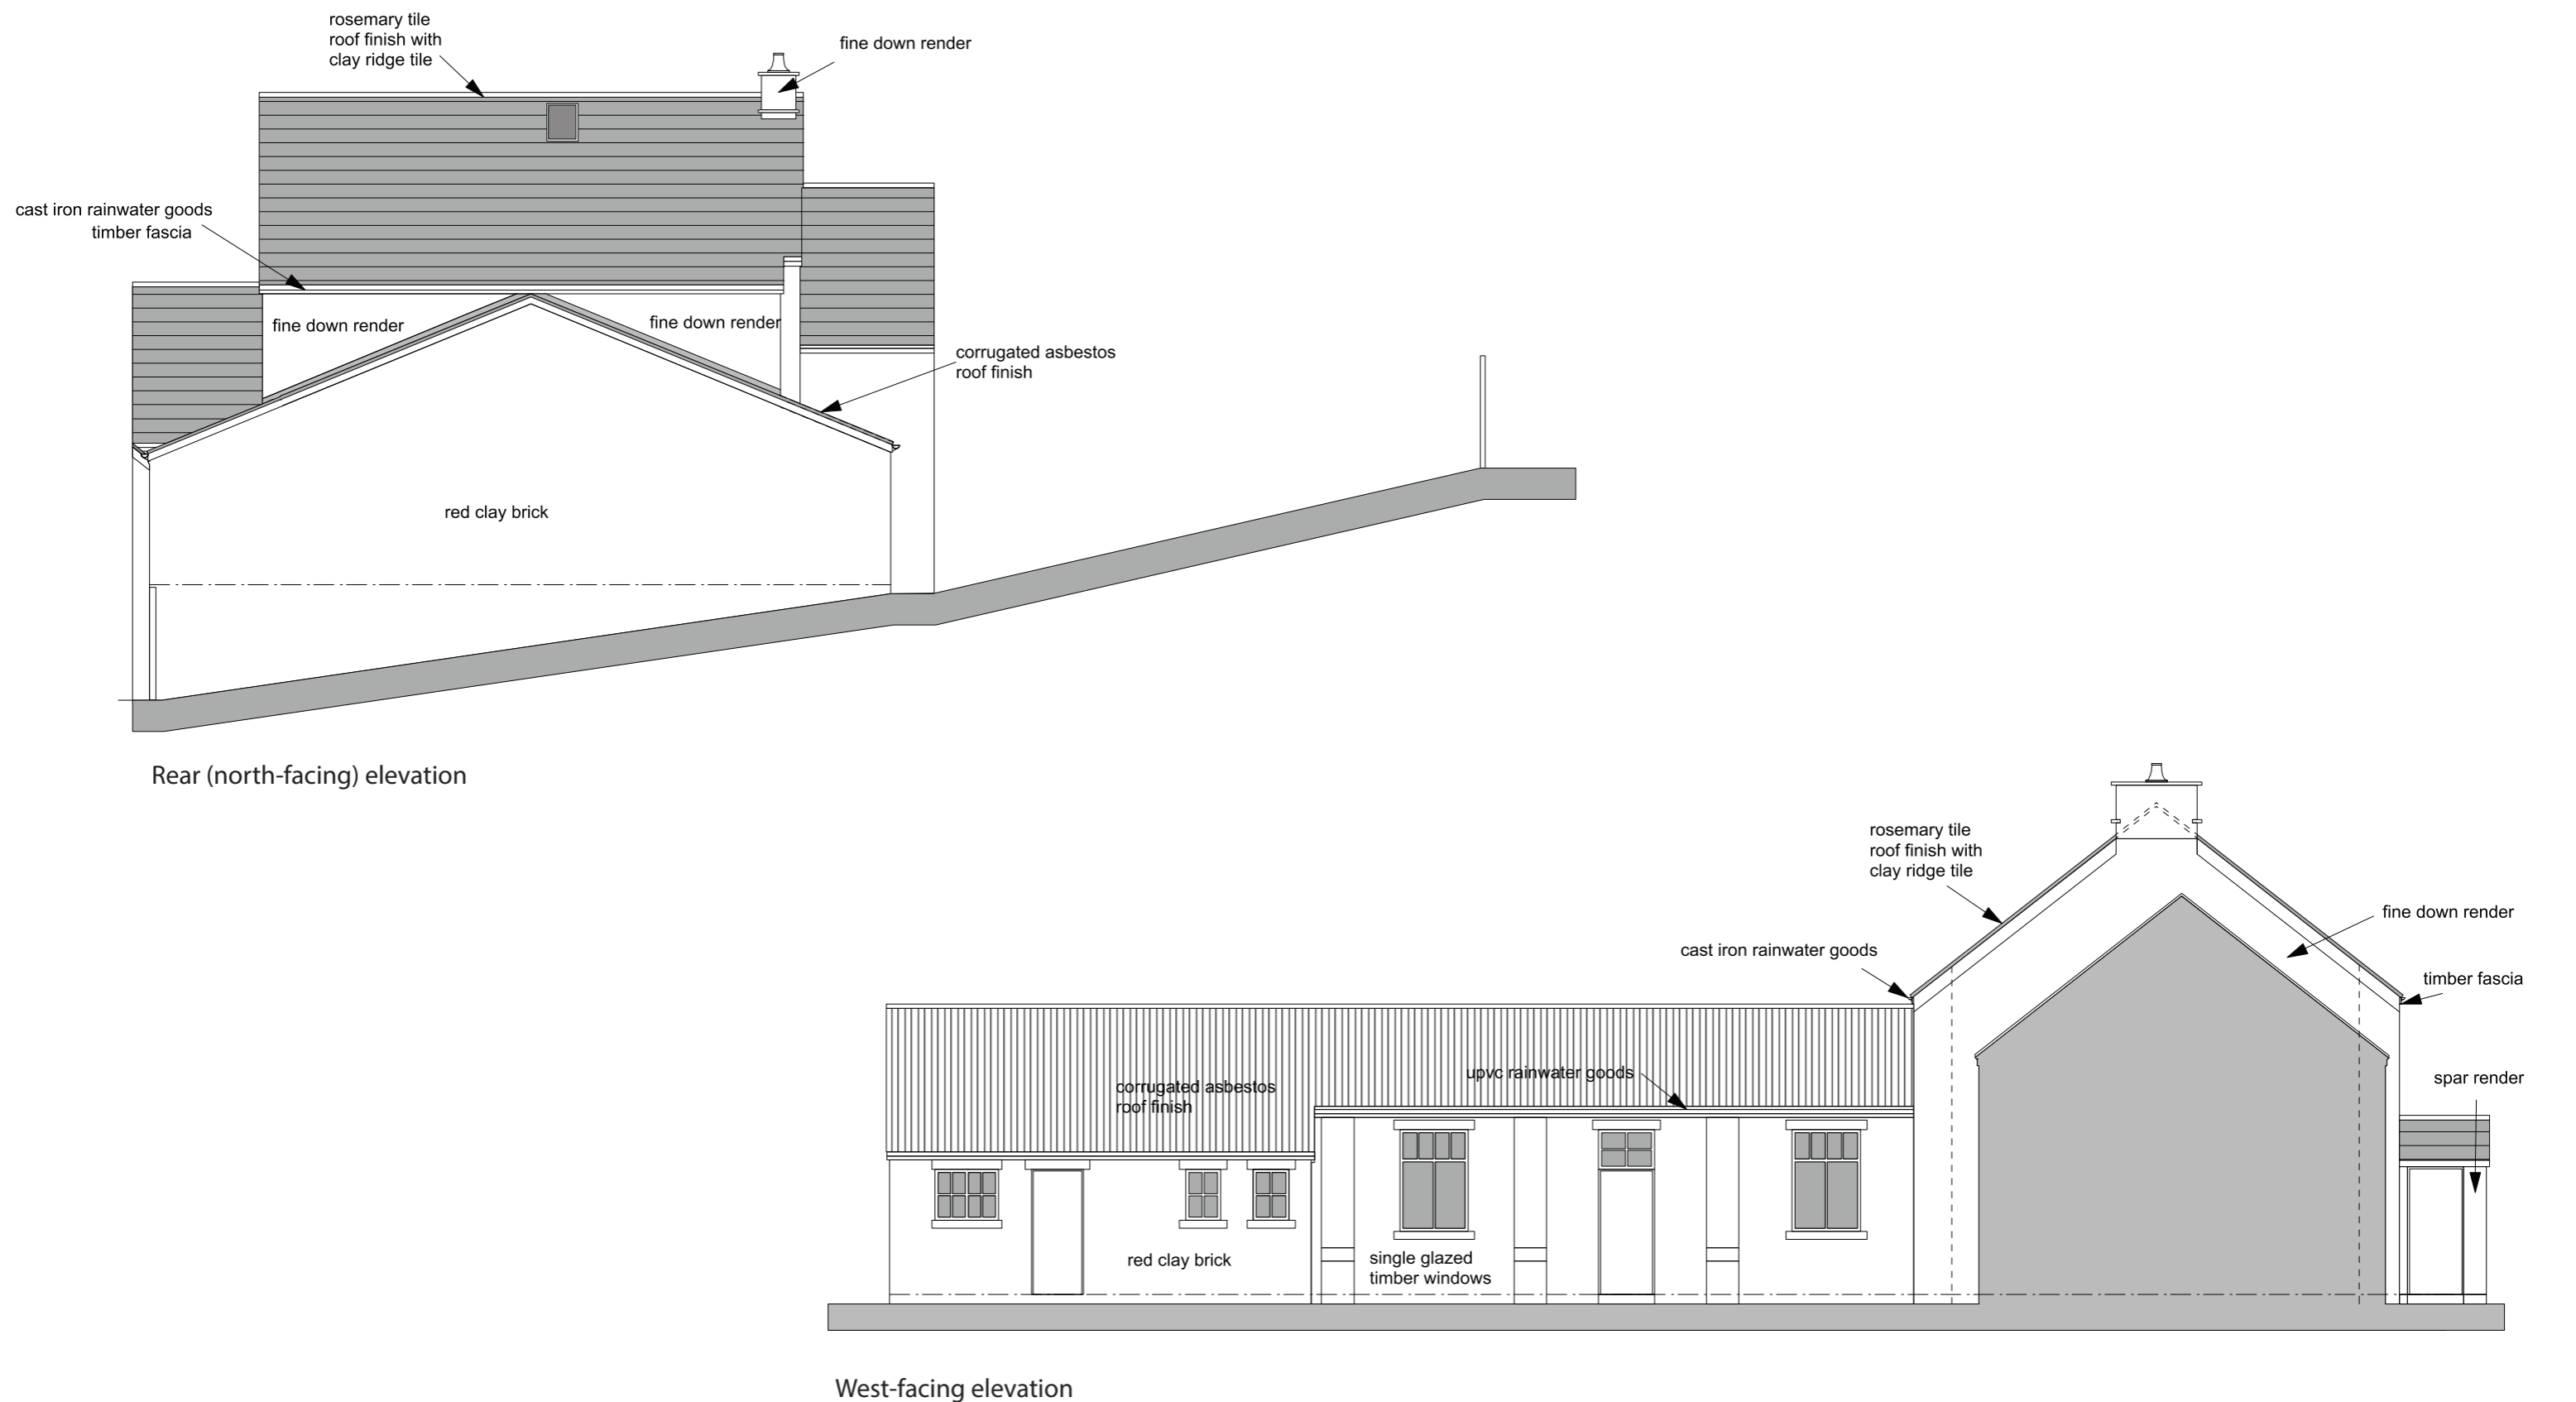 rosemary tile
roof finish with
clay ridge tile
fine down render
cast iron rainwater goods
timber fascia
fine down render
fine down render
corrugated asbestos
roof finish
red clay brick
Rear (north-facing) elevation
rosemary tile
roof finish with
clay ridge tile
fine down render
cast iron rainwater goods
timber fascia
upvc rainwater goods
spar render
corrugated asbestos
roof finish
red clay brick
single glazed
timber windows
West-facing elevation